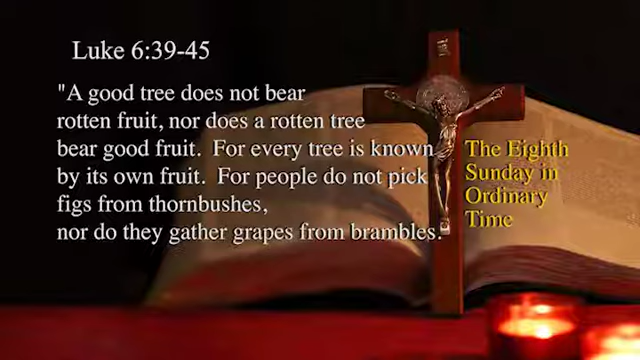 Luke 6:39-45
"A good tree does not bear
rotten fruit, nor does a rotten tree
bear good fruit.  For every tree is known
by its own fruit.  For people do not pick
figs from thornbushes,
nor do they gather grapes from brambles.
The Eighth
Sunday in
Ordinary
Time